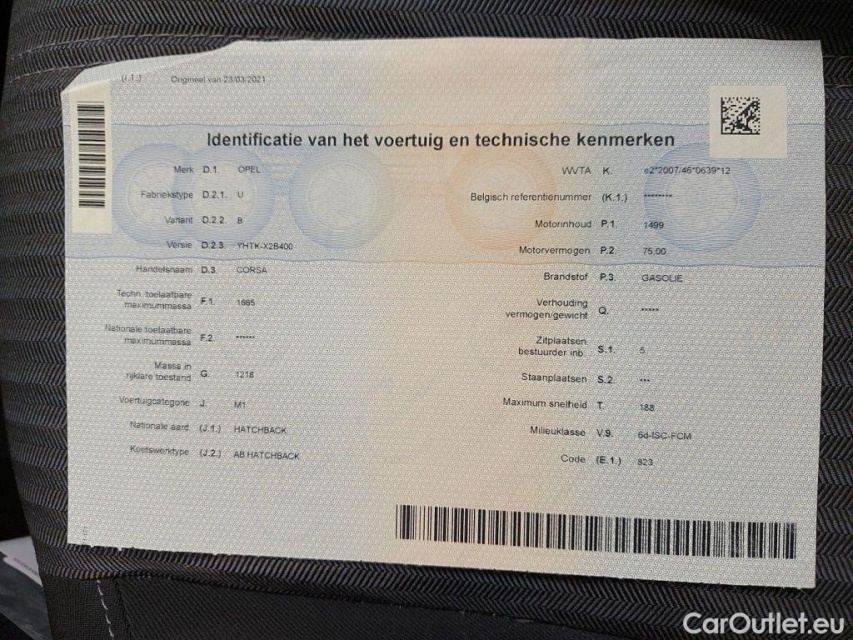 (J.1.) Origineel van 23/03/2021
Identificatie van het voertuig en technische kenmerken
Merk D.1. OPEL
Fabriekstype D.2.1. U
Variant D.2.2. B
Versie D.2.3. YHTK-X2B400
Handelsnaam D.3. CORSA
Techn. toelaatbare
maximummassa F.1. 1665
Nationale toelaatbare
maximummassa F.2. ******
Massa in
rijklare toestand G. 1218
Voertuigcategorie J. M1
Nationale aard (J.1.) HATCHBACK
Koetswerktype (J.2.) AB HATCHBACK
WVTA K. e2*2007/46*0639*12
Belgisch referentienummer (K.1.) ********
Motorinhoud P.1. 1499
Motorvermogen P.2. 75,00
Brandstof P.3. GASOLIE
Verhouding
vermogen/gewicht Q. *****
Zitplaatsen
bestuurder inb. S.1. 5
Staanplaatsen S.2. ***
Maximum snelheid T. 188
Milieuklasse V.9. 6d-ISC-FCM
Code (E.1.) 823
CarOutlet.eu